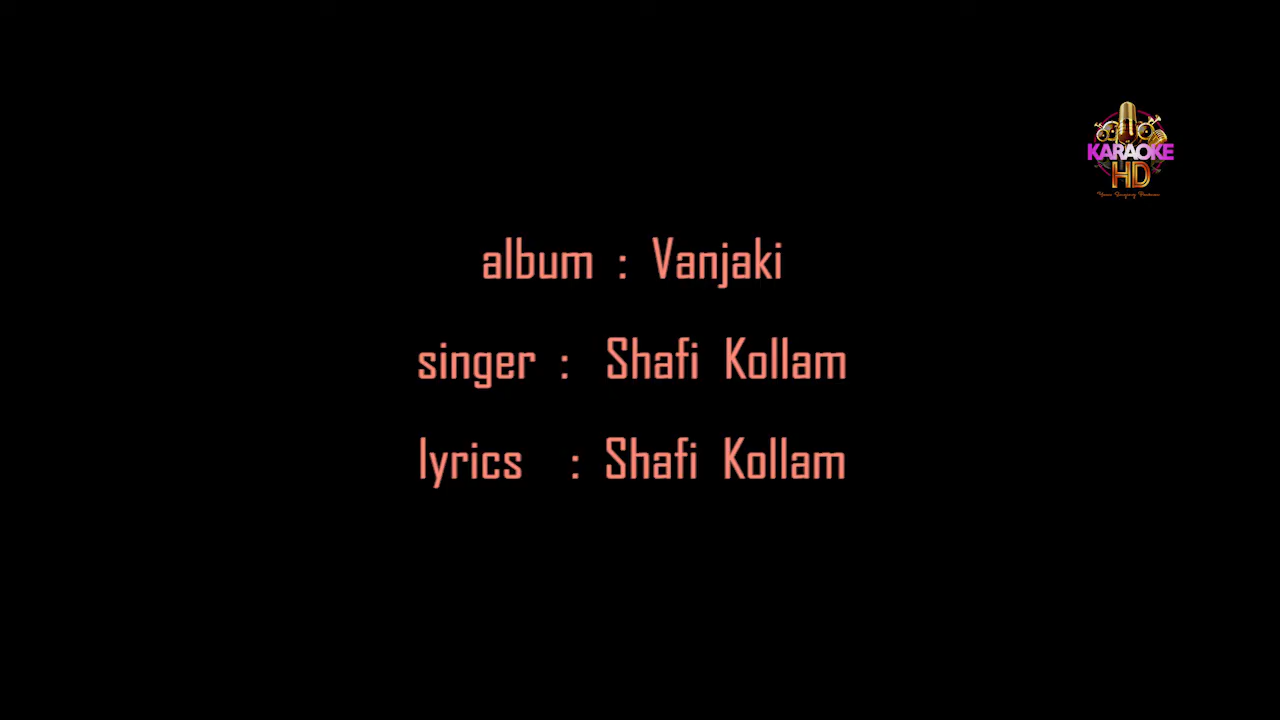 KARAOKE
HD
album : Vanjaki
singer : Shafi Kollam
lyrics : Shafi Kollam